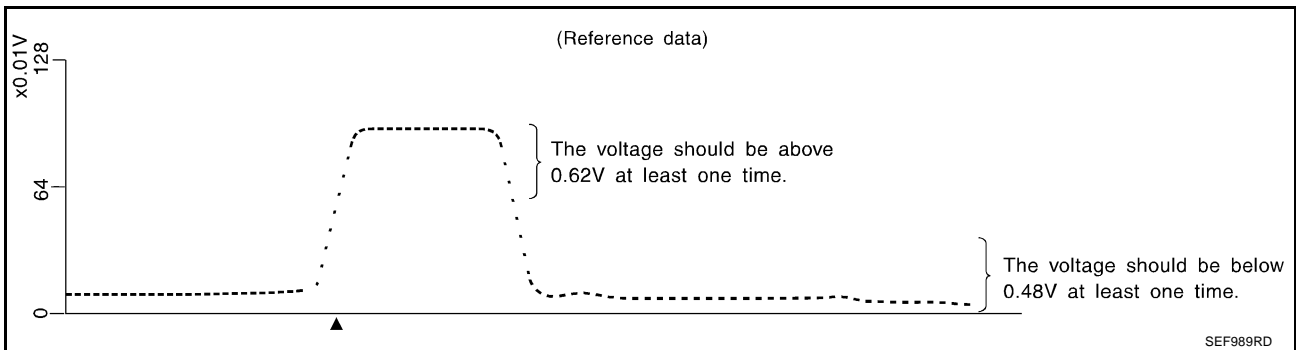 (Reference data)
x0.01V
128
64
0
The voltage should be above
0.62V at least one time.
The voltage should be below
0.48V at least one time.
SEF989RD